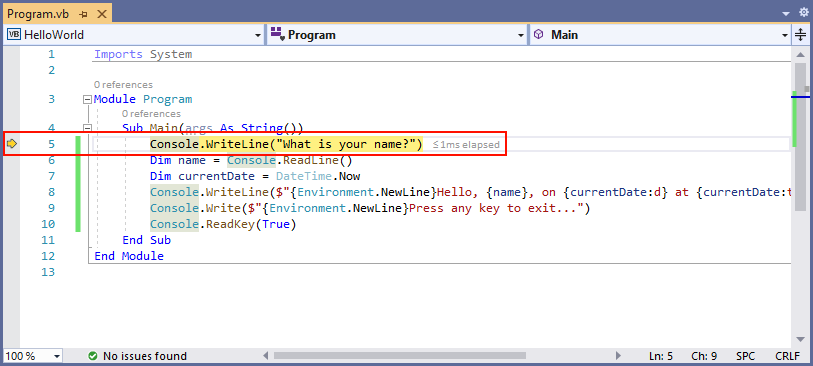 Program.vb
HelloWorld Program Main
1 Imports System
2
0 references
3 Module Program
0 references
4 Sub Main(args As String())
5 Console.WriteLine("What is your name?") ≤1ms elapsed
6 Dim name = Console.ReadLine()
7 Dim currentDate = DateTime.Now
8 Console.WriteLine($"{Environment.NewLine}Hello, {name}, on {currentDate:d} at {currentDate:t
9 Console.Write($"{Environment.NewLine}Press any key to exit...")
10 Console.ReadKey(True)
11 End Sub
12 End Module
13
100 % No issues found Ln: 5 Ch: 9 SPC CRLF